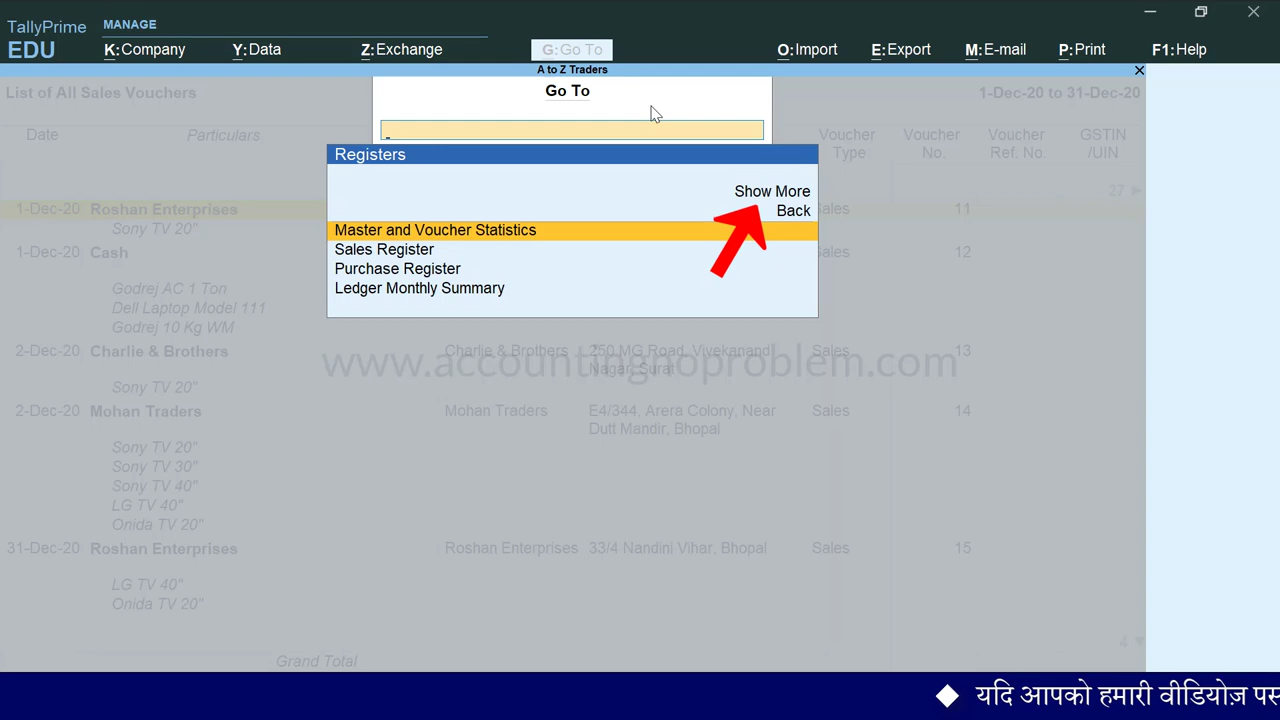 MANAGE
TallyPrime
EDU
K:Company Y:Data Z:Exchange G:Go To O:Import E:Export M:E-mail P:Print F1:Help
A to Z Traders
List of All Sales Vouchers 1-Dec-20 to 31-Dec-20
Go To
Date Particulars Voucher Type Voucher No. Voucher Ref. No. GSTIN /UIN
Registers
Show More
Back
27
Master and Voucher Statistics
Sales Register
Purchase Register
Ledger Monthly Summary
1-Dec-20 Roshan Enterprises Sales 11
Sony TV 20"
1-Dec-20 Cash Sales 12
Godrej AC 1 Ton
Dell Laptop Model 111
Godrej 10 Kg WM
2-Dec-20 Charlie & Brothers Charlie & Brothers 250 MG Road, Vivekanand Sales 13
Nagar, Surat
www.accountingnoproblem.com
Sony TV 20"
2-Dec-20 Mohan Traders Mohan Traders E4/344, Arera Colony, Near Sales 14
Dutt Mandir, Bhopal
Sony TV 20"
Sony TV 30"
Sony TV 40"
LG TV 40"
Onida TV 20"
31-Dec-20 Roshan Enterprises Roshan Enterprises 33/4 Nandini Vihar, Bhopal Sales 15
LG TV 40"
Onida TV 20"
4
Grand Total
यदि आपको हमारी वीडियोज़ पस